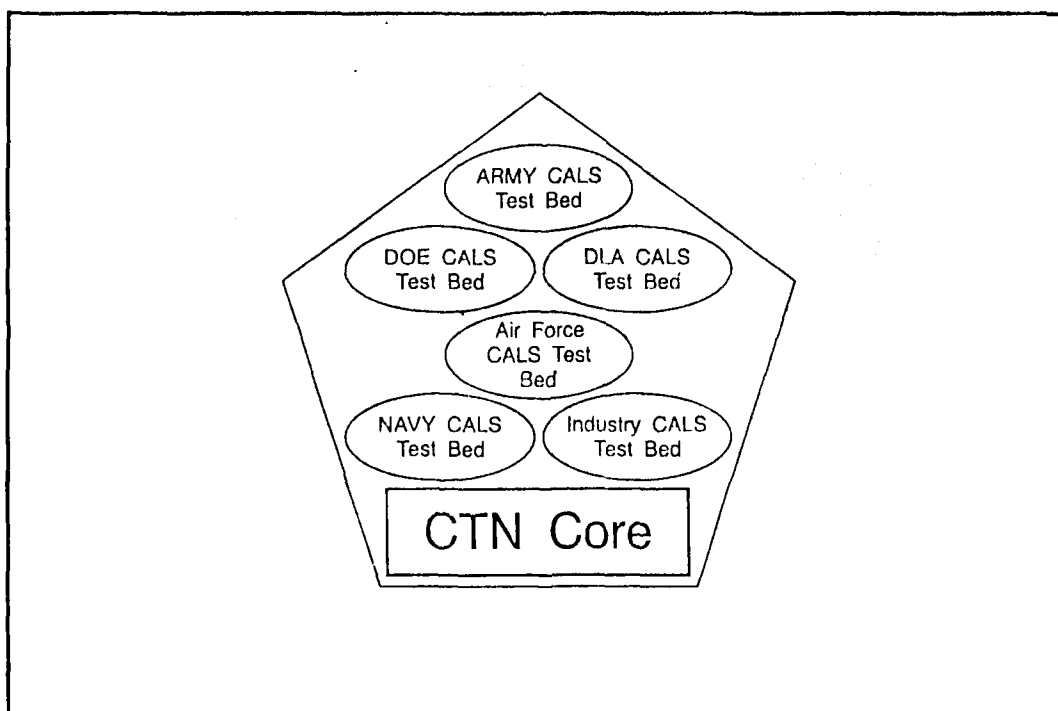 ARMY CALS
Test Bed
DOE CALS
Test Bed
DLA CALS
Test Bed
Air Force
CALS Test
Bed
NAVY CALS
Test Bed
Industry CALS
Test Bed
CTN Core